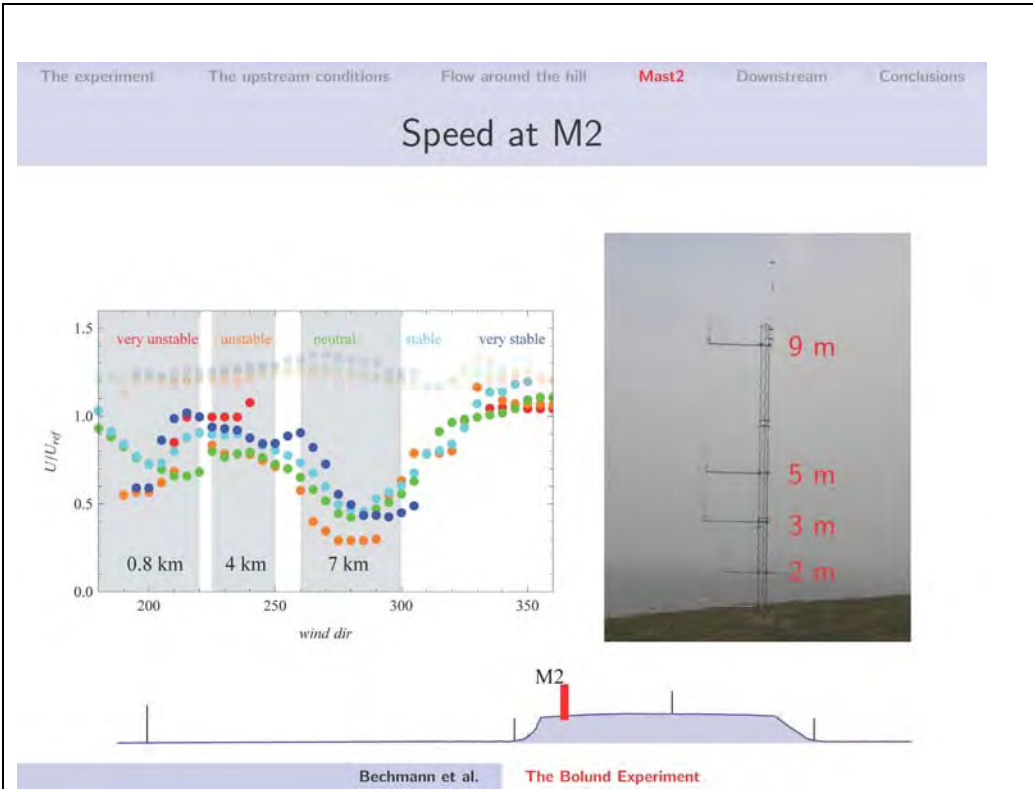 The experiment The upstream conditions Flow around the hill Mast2 Downstream Conclusions
Speed at M2
1.5
1.0
0.5
0.0
U/Uref
very unstable unstable neutral stable very stable
0.8 km 4 km 7 km
200 250 300 350
wind dir
9 m
5 m
3 m
2 m
M2
Bechmann et al. The Bolund Experiment